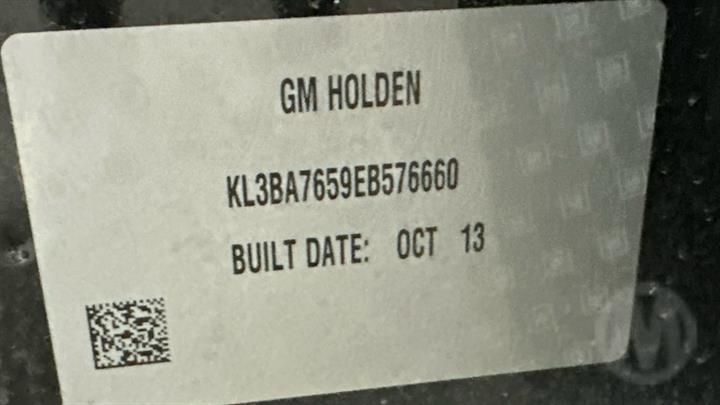 GM HOLDEN
KL3BA7659EB576660
BUILT DATE: OCT 13